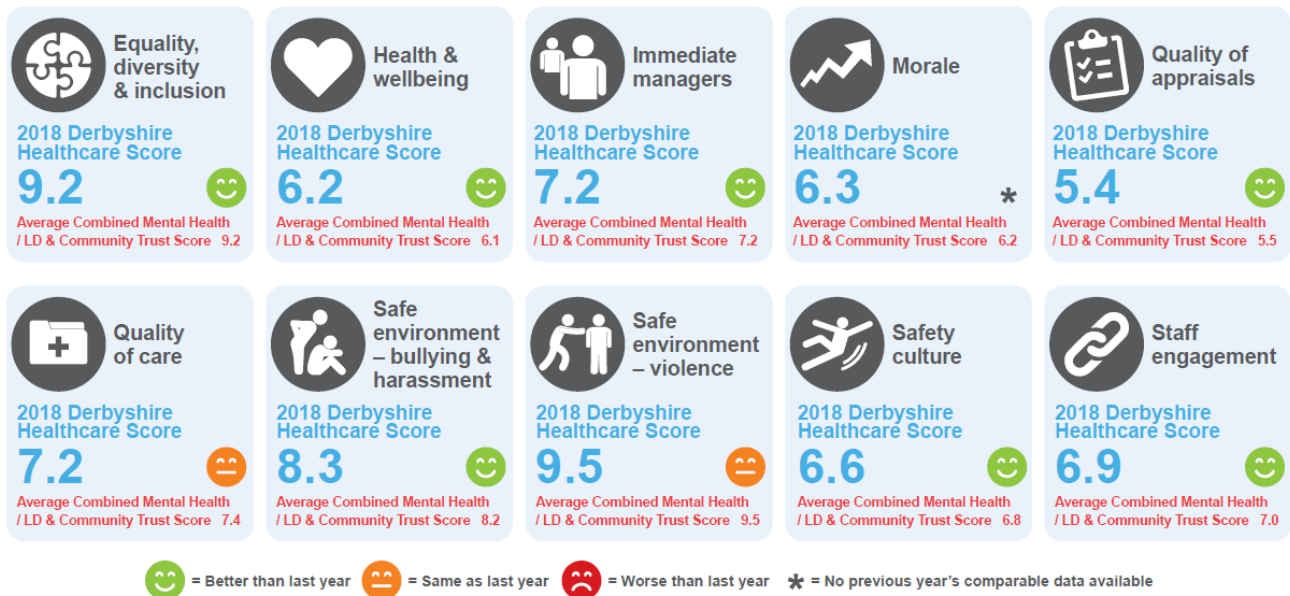 Equality,
diversity
& inclusion
2018 Derbyshire
Healthcare Score
9.2
Average Combined Mental Health
/ LD & Community Trust Score 9.2
Health &
wellbeing
2018 Derbyshire
Healthcare Score
6.2
Average Combined Mental Health
/ LD & Community Trust Score 6.1
Immediate
managers
2018 Derbyshire
Healthcare Score
7.2
Average Combined Mental Health
/ LD & Community Trust Score 7.2
Morale
2018 Derbyshire
Healthcare Score
6.3
*
Average Combined Mental Health
/ LD & Community Trust Score 6.2
Quality of
appraisals
2018 Derbyshire
Healthcare Score
5.4
Average Combined Mental Health
/ LD & Community Trust Score 5.5
Quality
of care
2018 Derbyshire
Healthcare Score
7.2
Average Combined Mental Health
/ LD & Community Trust Score 7.4
Safe
environment
– bullying &
harassment
2018 Derbyshire
Healthcare Score
8.3
Average Combined Mental Health
/ LD & Community Trust Score 8.2
Safe
environment
– violence
2018 Derbyshire
Healthcare Score
9.5
Average Combined Mental Health
/ LD & Community Trust Score 9.5
Safety
culture
2018 Derbyshire
Healthcare Score
6.6
Average Combined Mental Health
/ LD & Community Trust Score 6.8
Staff
engagement
2018 Derbyshire
Healthcare Score
6.9
Average Combined Mental Health
/ LD & Community Trust Score 7.0
= Better than last year = Same as last year = Worse than last year * = No previous year's comparable data available